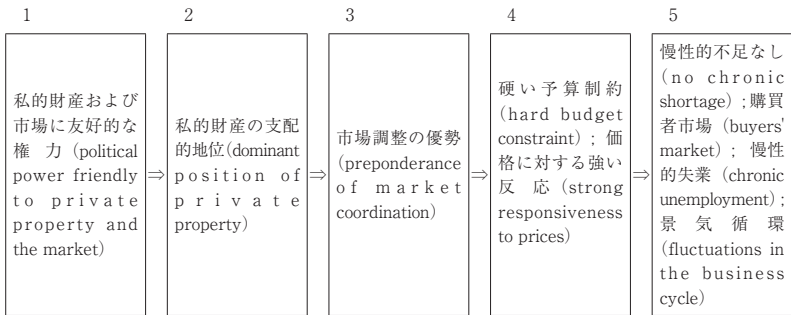 1
2
3
4
5
私的財産および
市場に友好的な
権力(political
power friendly
to private
property and
the market)
⇒
私的財産の支配
的地位(dominant
position of
private
property)
⇒
市場調整の優勢
(preponderance
of market
coordination)
⇒
硬い予算制約
(hard budget
constraint);価
格に対する強い
反応(strong
responsiveness
to prices)
⇒
慢性的不足なし
(no chronic
shortage);購買
者市場(buyers'
market);慢性
的失業(chronic
unemployment);
景気循環
(fluctuations in
the business
cycle)